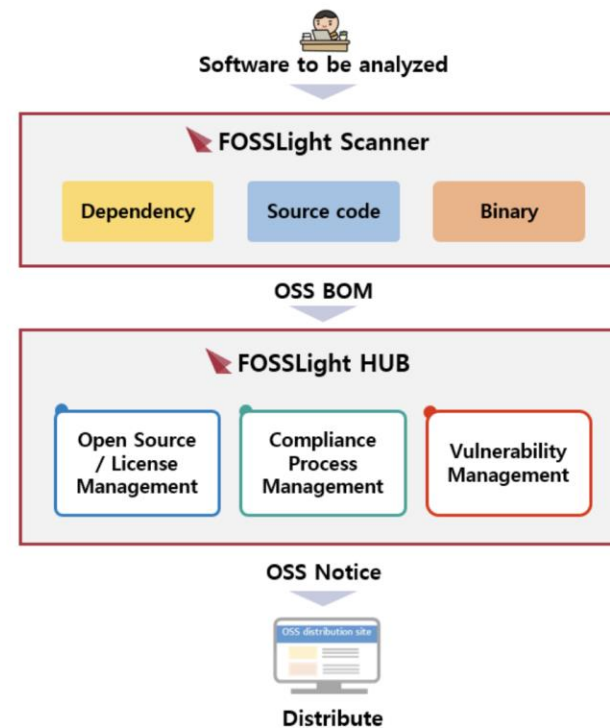 Software to be analyzed
FOSSLight Scanner
Dependency
Source code
Binary
OSS BOM
FOSSLight HUB
Open Source
/ License
Management
Compliance
Process
Management
Vulnerability
Management
OSS Notice
OSS distribution site
Distribute